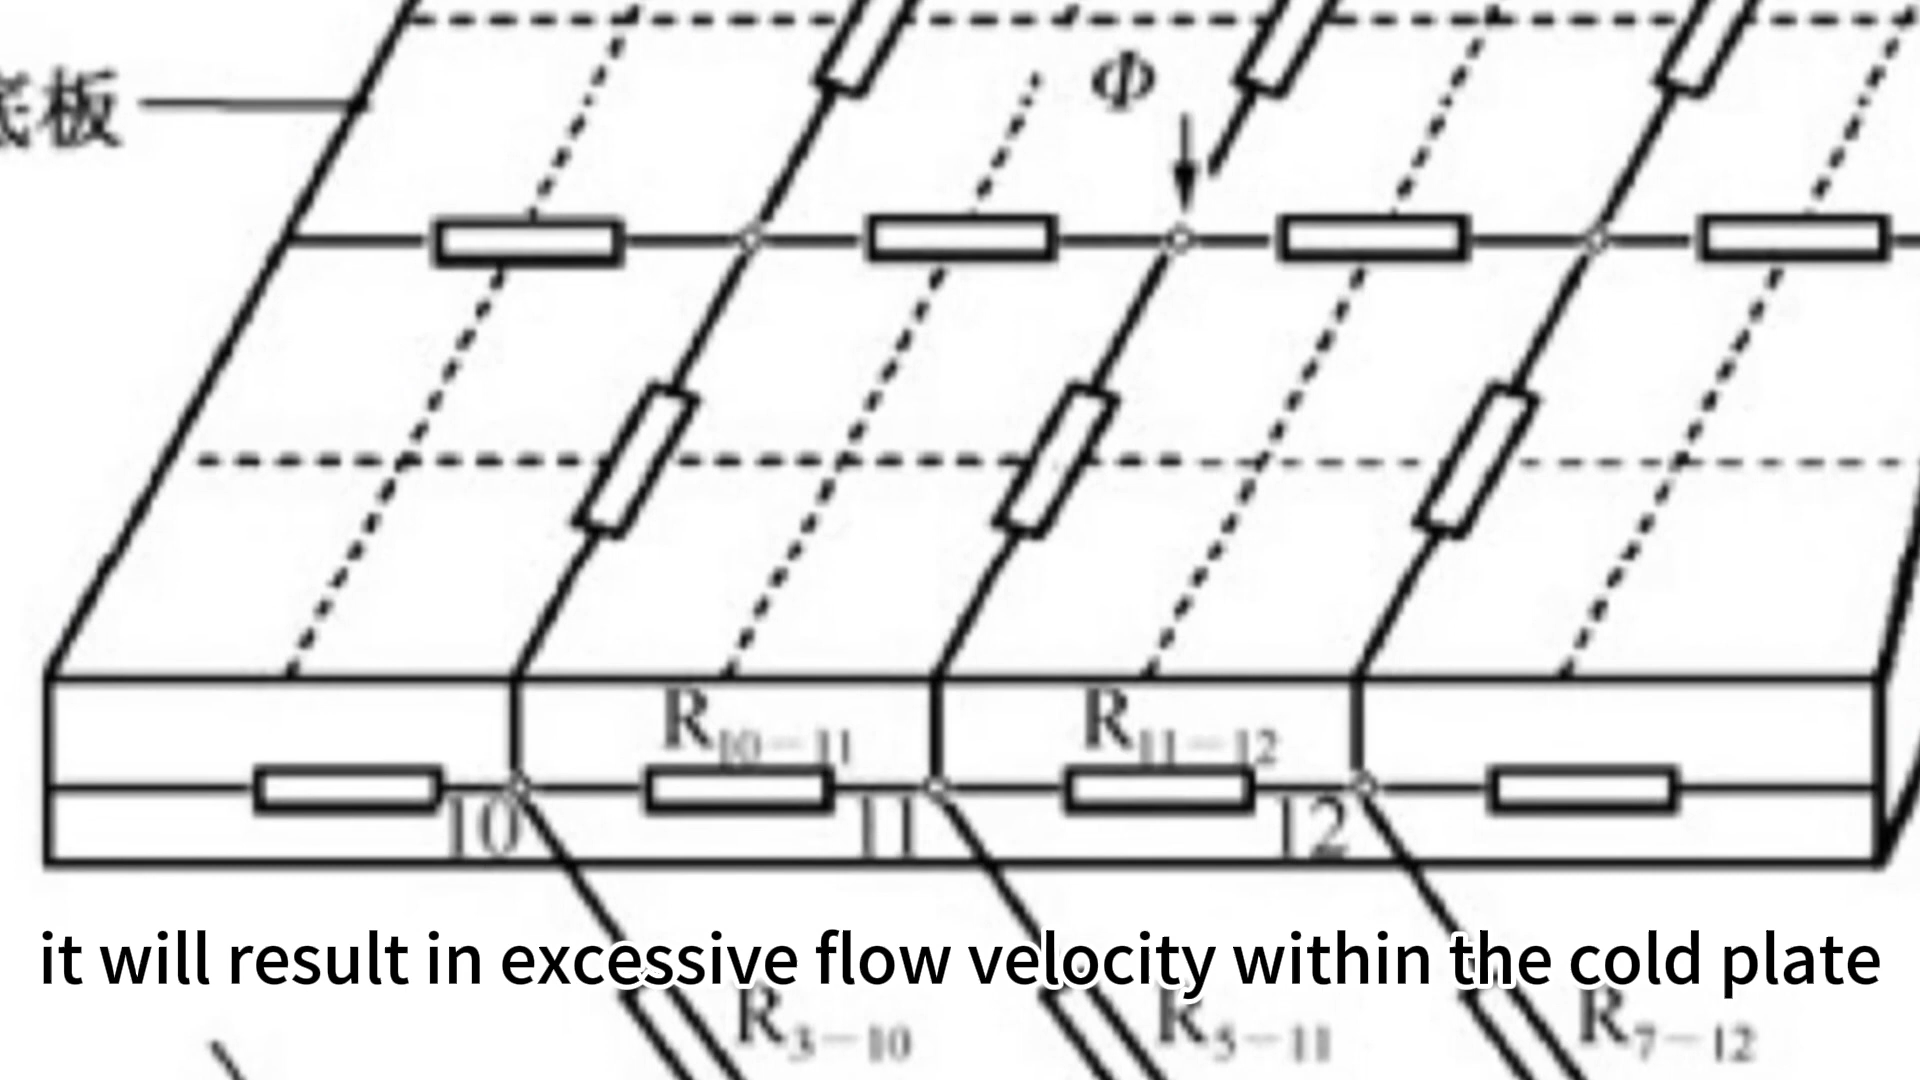 Φ
底板
R10-11 R11-12
10 11 12
it will result in excessive flow velocity within the cold plate
R3-10 R5-11 R7-12